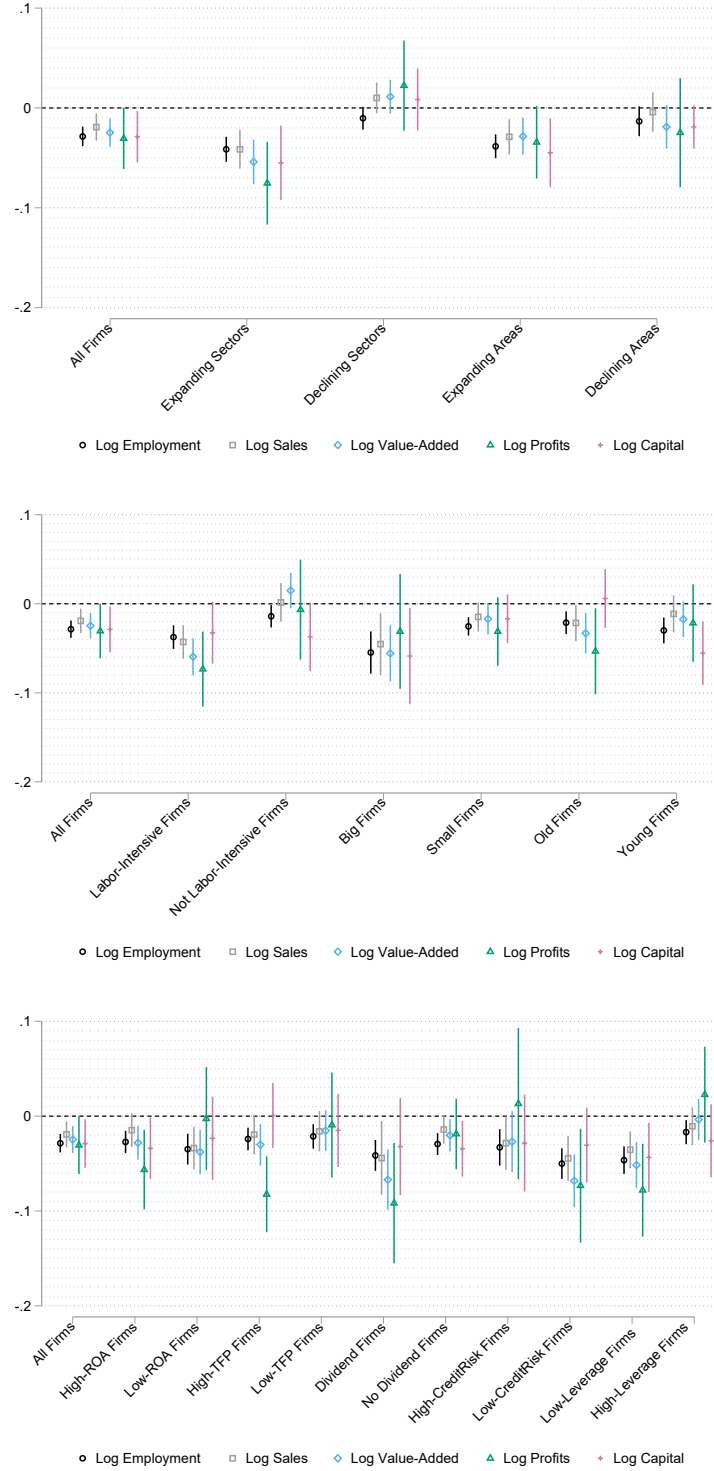 .1
0
-.1
-.2
All Firms
Expanding Sectors
Declining Sectors
Expanding Areas
Declining Areas
Log Employment Log Sales Log Value-Added Log Profits Log Capital
.1
0
-.1
-.2
All Firms
Labor-Intensive Firms
Not Labor-Intensive Firms
Big Firms
Small Firms
Old Firms
Young Firms
Log Employment Log Sales Log Value-Added Log Profits Log Capital
.1
0
-.1
-.2
All Firms
High-ROA Firms
Low-ROA Firms
High-TFP Firms
Low-TFP Firms
Dividend Firms
No Dividend Firms
High-CreditRisk Firms
Low-CreditRisk Firms
Low-Leverage Firms
High-Leverage Firms
Log Employment Log Sales Log Value-Added Log Profits Log Capital